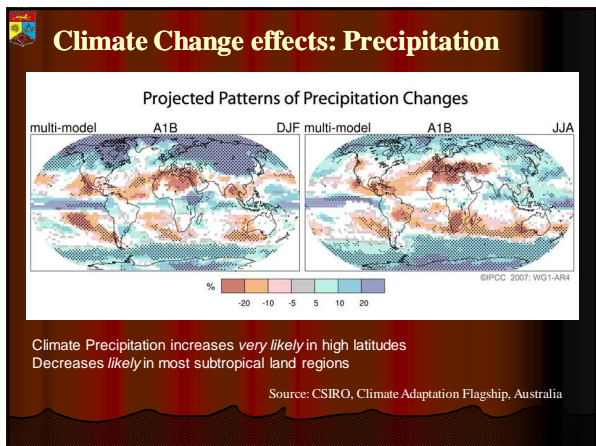 Climate Change effects: Precipitation
Projected Patterns of Precipitation Changes
multi-model A1B DJF multi-model A1B JJA
©IPCC 2007: WG1-AR4
%
-20 -10 -5 5 10 20
Climate Precipitation increases very likely in high latitudes
Decreases likely in most subtropical land regions
Source: CSIRO, Climate Adaptation Flagship, Australia